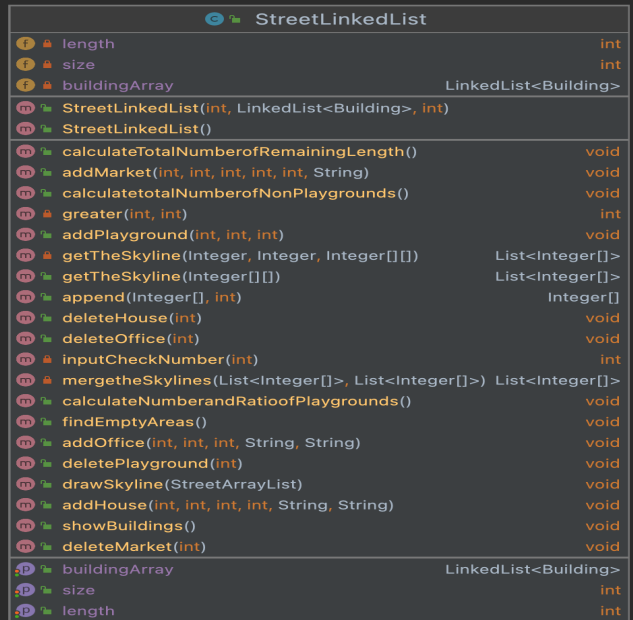 StreetLinkedList
length int
size int
buildingArray LinkedList<Building>
StreetLinkedList(int, LinkedList<Building>, int)
StreetLinkedList()
calculateTotalNumberofRemainingLength() void
addMarket(int, int, int, int, int, String) void
calculatetotalNumberofNonPlaygrounds() void
greater(int, int) int
addPlayground(int, int, int) void
getTheSkyline(Integer, Integer, Integer[][]) List<Integer[]>
getTheSkyline(Integer[][]) List<Integer[]>
append(Integer[], int) Integer[]
deleteHouse(int) void
deleteOffice(int) void
inputCheckNumber(int) int
mergetheSkylines(List<Integer[]>, List<Integer[]>) List<Integer[]>
calculateNumberandRatioofPlaygrounds() void
findEmptyAreas() void
addOffice(int, int, int, String, String) void
deletePlayground(int) void
drawSkyline(StreetArrayList) void
addHouse(int, int, int, int, String, String) void
showBuildings() void
deleteMarket(int) void
buildingArray LinkedList<Building>
size int
length int